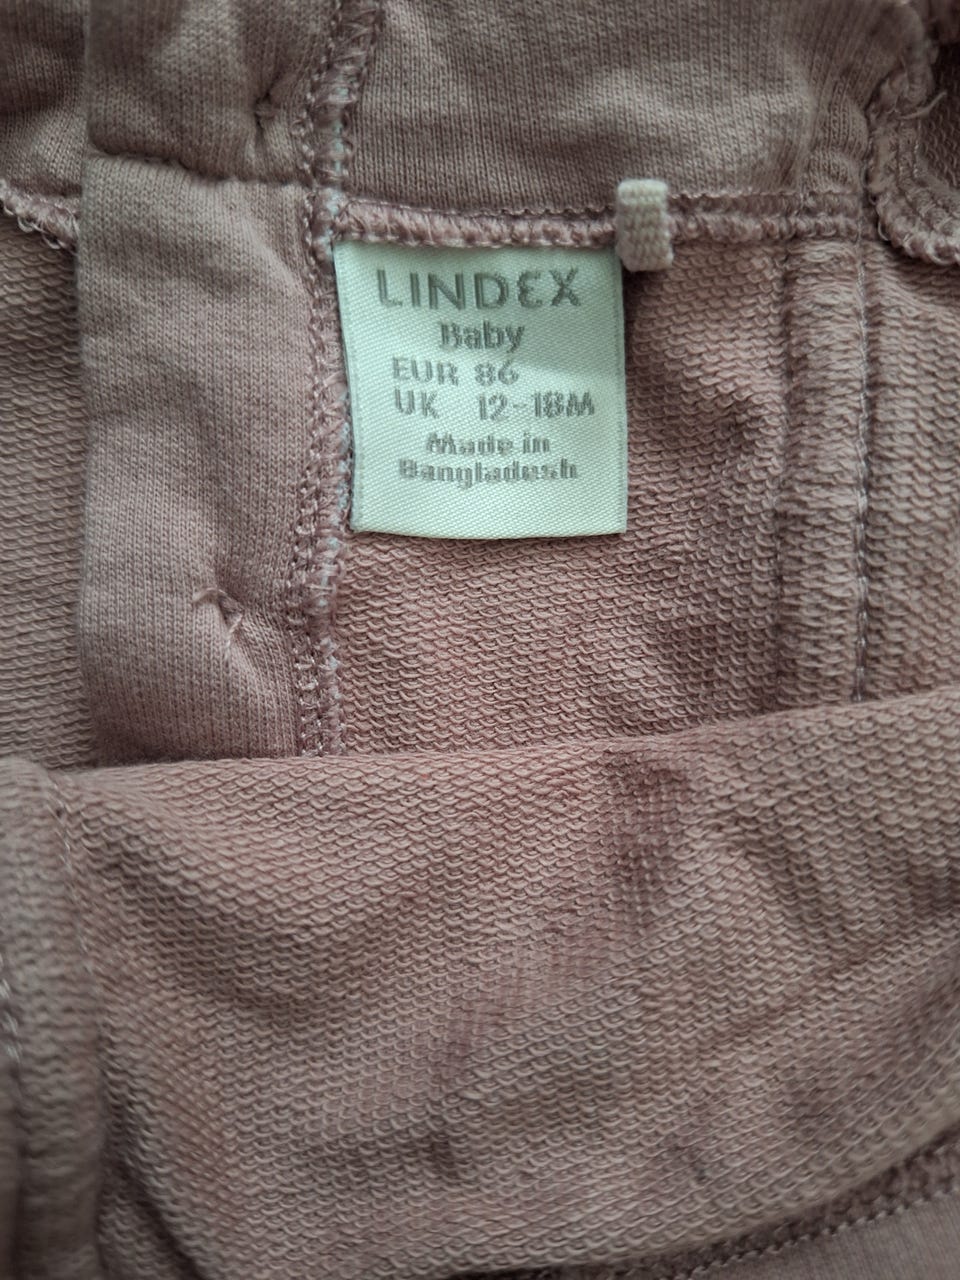 LINDEX
Baby
EUR 86
UK 12-18M
Made in
Bangladesh